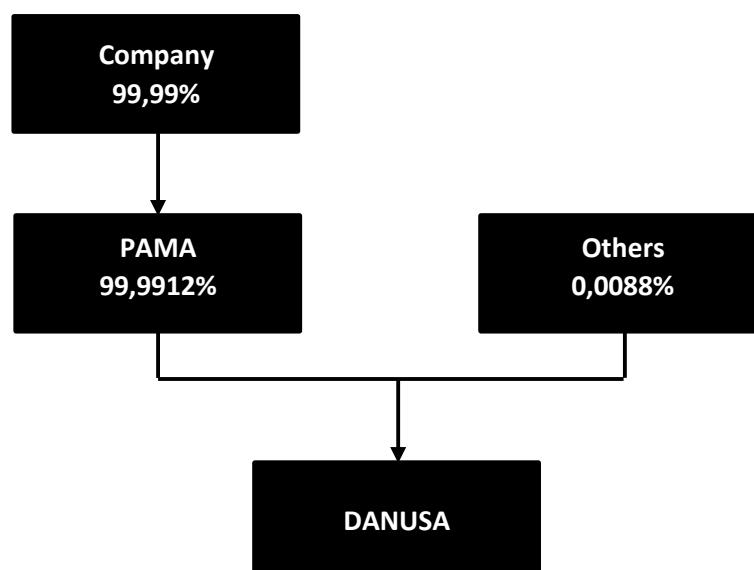 Company
99,99%
PAMA
99,9912%
Others
0,0088%
DANUSA